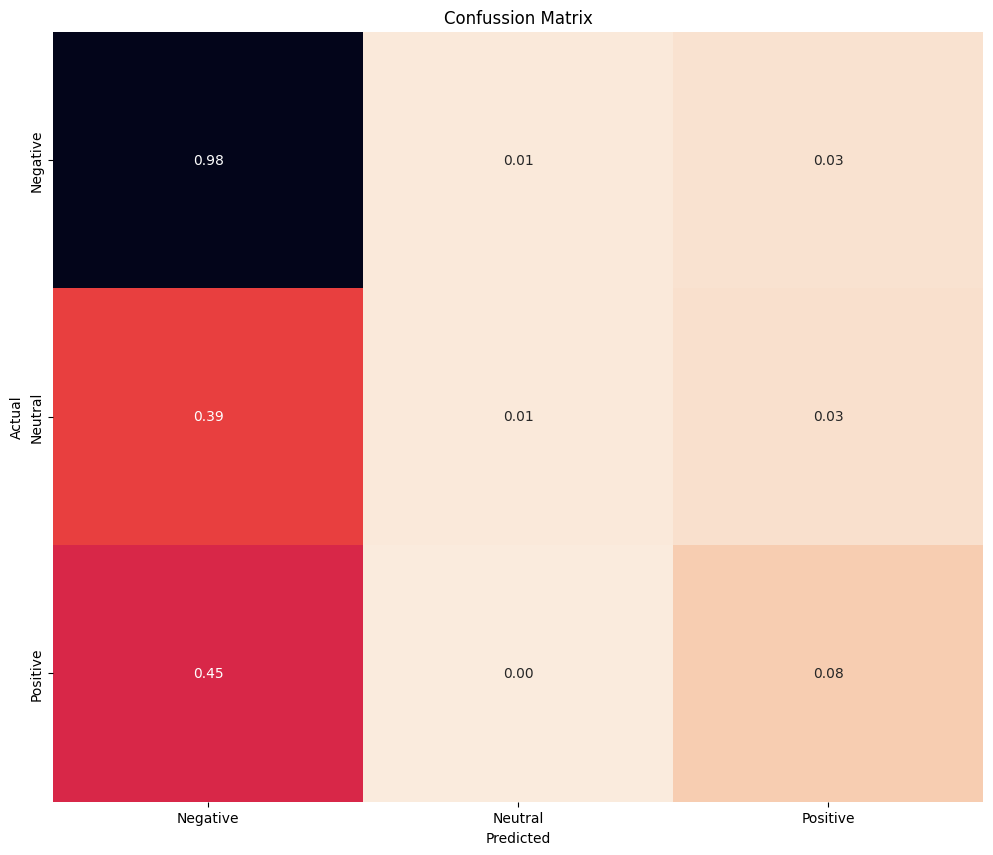 Confussion Matrix
Actual
Negative
0.98
0.01
0.03
Neutral
0.39
0.01
0.03
Positive
0.45
0.00
0.08
Negative
Neutral
Positive
Predicted